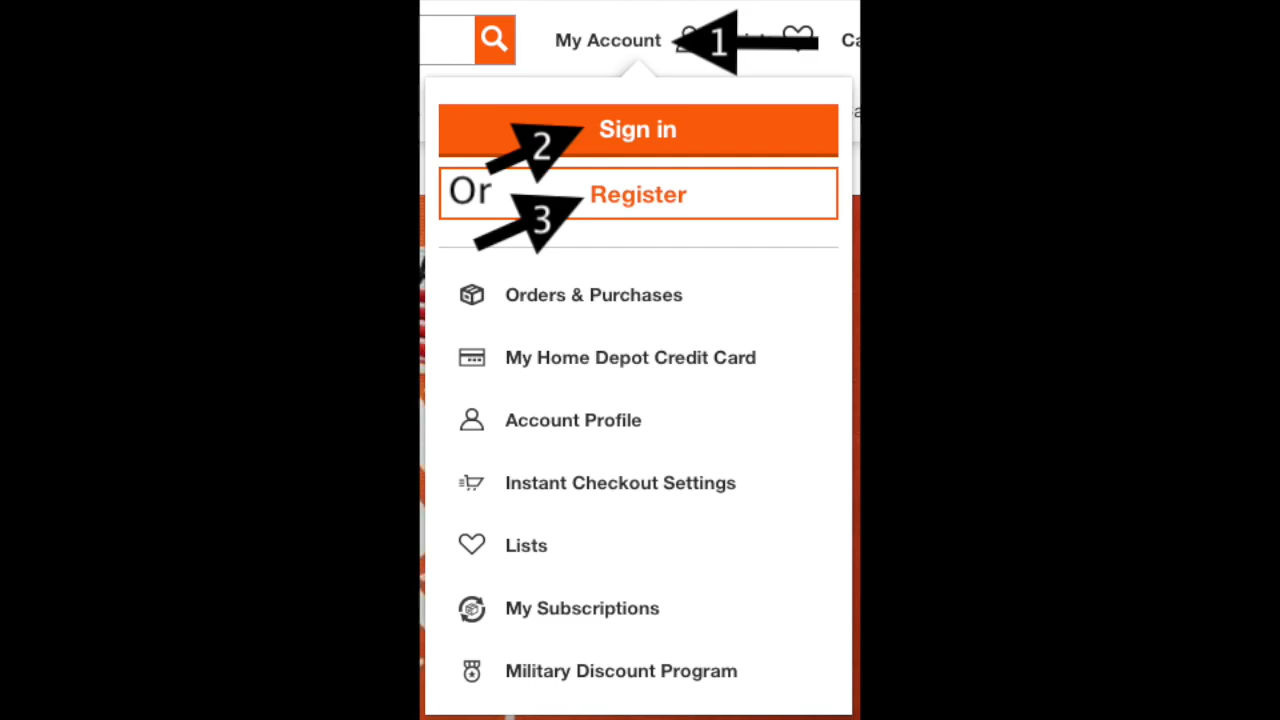 My Account 1
2 Sign in
Or Register
3
Orders & Purchases
My Home Depot Credit Card
Account Profile
Instant Checkout Settings
Lists
My Subscriptions
Military Discount Program